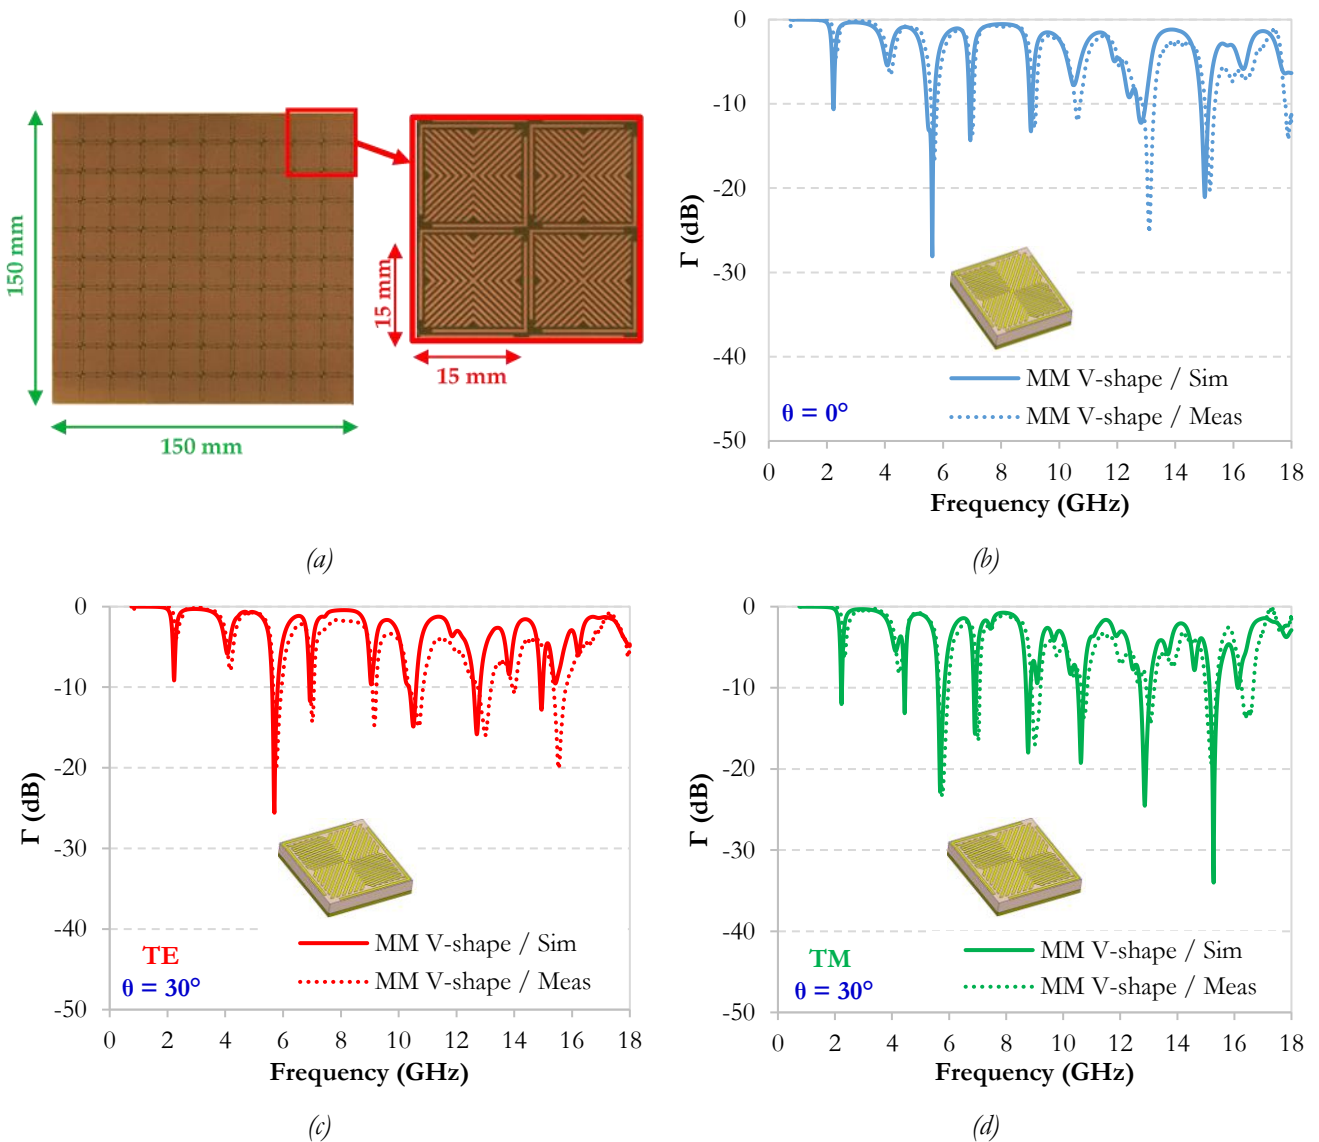 150 mm
150 mm
15 mm
15 mm
(a)
0
-10
-20
-30
-40
-50
Γ (dB)
MM V-shape / Sim
MM V-shape / Meas
θ = 0°
0 2 4 6 8 10 12 14 16 18
Frequency (GHz)
(b)
0
-10
-20
-30
-40
-50
Γ (dB)
MM V-shape / Sim
MM V-shape / Meas
TE
θ = 30°
0 2 4 6 8 10 12 14 16 18
Frequency (GHz)
(c)
0
-10
-20
-30
-40
-50
Γ (dB)
MM V-shape / Sim
MM V-shape / Meas
TM
θ = 30°
0 2 4 6 8 10 12 14 16 18
Frequency (GHz)
(d)